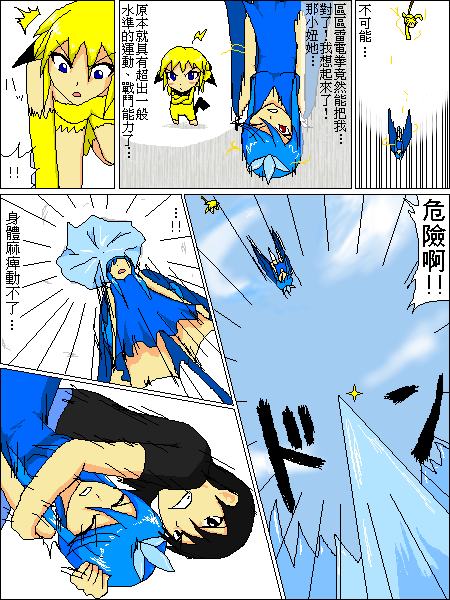 不可能…
區區雷電拳竟然能把我…
對了！我想起來了！
那小妞她…
原本就具有超出一般
水準的運動、戰鬥能力了…
!!
危險啊!!
ドン
…!!
身體麻痺動不了…